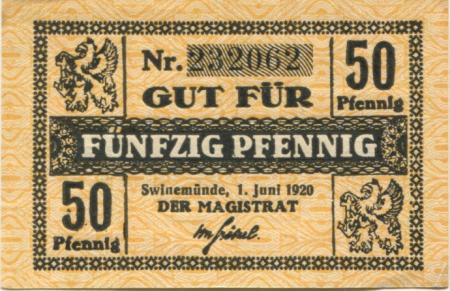 Nr. 232062
50
Pfennig
GUT FÜR
FÜNFZIG PFENNIG
50
Pfennig
Swinemünde, 1. Juni 1920
DER MAGISTRAT